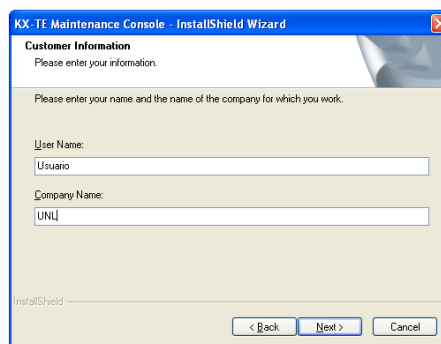 KX-TE Maintenance Console - InstallShield Wizard
Customer Information
Please enter your information.
Please enter your name and the name of the company for which you work.
User Name:
Usuario
Company Name:
UNL
InstallShield
< Back Next > Cancel